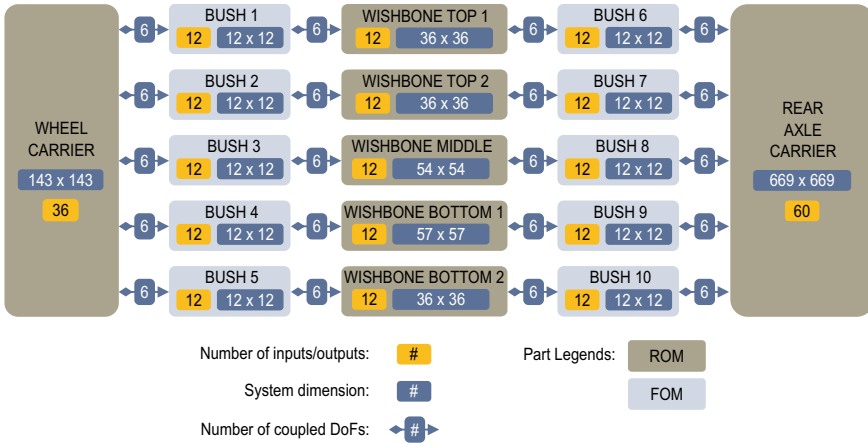 BUSH 1
WISHBONE TOP 1
BUSH 6
6
12
12 x 12
6
12
36 x 36
6
12
12 x 12
6
BUSH 2
WISHBONE TOP 2
BUSH 7
6
12
12 x 12
6
12
36 x 36
6
12
12 x 12
6
WHEEL
CARRIER
143 x 143
36
BUSH 3
WISHBONE MIDDLE
BUSH 8
6
12
12 x 12
6
12
54 x 54
6
12
12 x 12
6
REAR
AXLE
CARRIER
669 x 669
60
BUSH 4
WISHBONE BOTTOM 1
BUSH 9
6
12
12 x 12
6
12
57 x 57
6
12
12 x 12
6
BUSH 5
WISHBONE BOTTOM 2
BUSH 10
6
12
12 x 12
6
12
36 x 36
6
12
12 x 12
6
Number of inputs/outputs: #
System dimension: #
Number of coupled DoFs: #
Part Legends: ROM
FOM